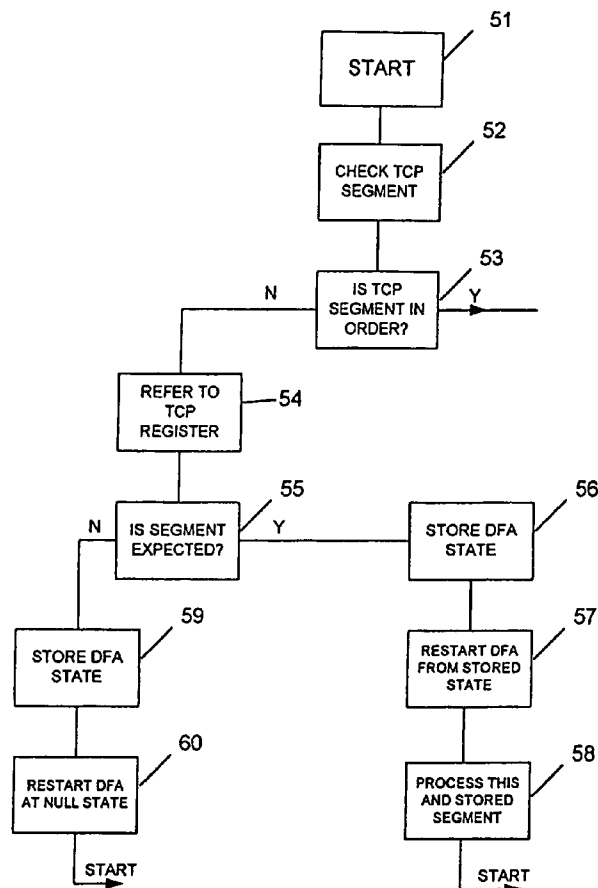 51
START
52
CHECK TCP
SEGMENT
53
N
IS TCP
SEGMENT IN
ORDER?
Y
REFER TO
TCP
REGISTER
54
55
56
N
IS SEGMENT
EXPECTED?
Y
STORE DFA
STATE
59
57
STORE DFA
STATE
RESTART DFA
FROM STORED
STATE
60
58
RESTART DFA
AT NULL STATE
PROCESS THIS
AND STORED
SEGMENT
START
START